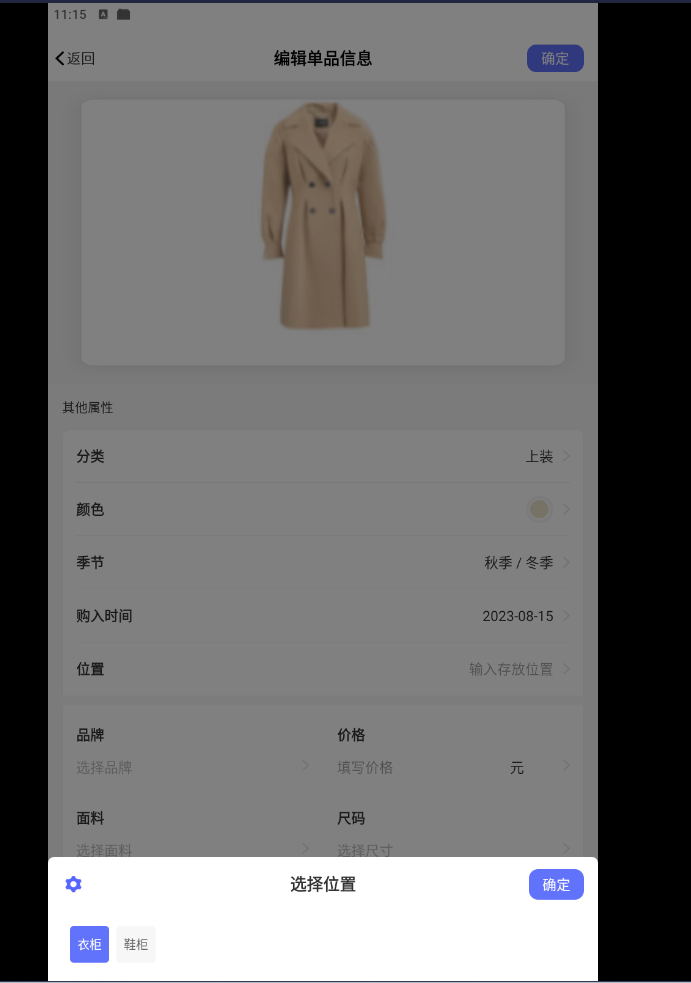 11:15 A
返回 编辑单品信息 确定
其他属性
分类 上装
颜色
季节 秋季 / 冬季
购入时间 2023-08-15
位置 输入存放位置
品牌 价格
选择品牌 填写价格 元
面料 尺码
选择面料 选择尺寸
选择位置 确定
衣柜 鞋柜